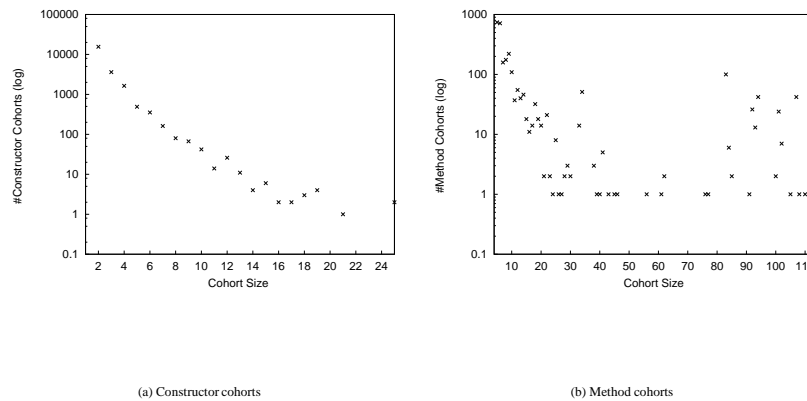 100000
10000
1000
100
10
1
0.1
#Constructor Cohorts (log)
2 4 6 8 10 12 14 16 18 20 22 24
Cohort Size
(a) Constructor cohorts
1000
100
10
1
0.1
#Method Cohorts (log)
10 20 30 40 50 60 70 80 90 100 110
Cohort Size
(b) Method cohorts